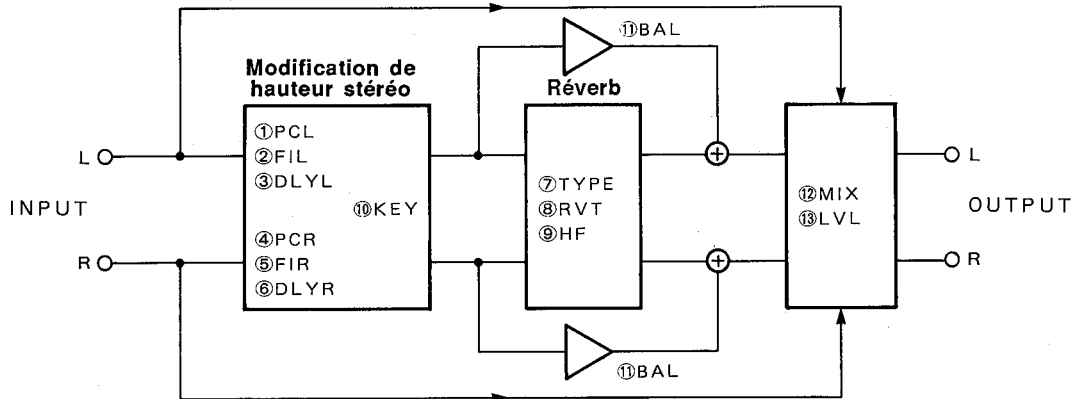 ⑪BAL
Modification de
hauteur stéréo
Réverb
①PCL
②FIL
③DLYL
⑩KEY
④PCR
⑤FIR
⑥DLYR
⑦TYPE
⑧RVT
⑨HF
⑫MIX
⑬LVL
L
INPUT
R
L
OUTPUT
R
⑪BAL